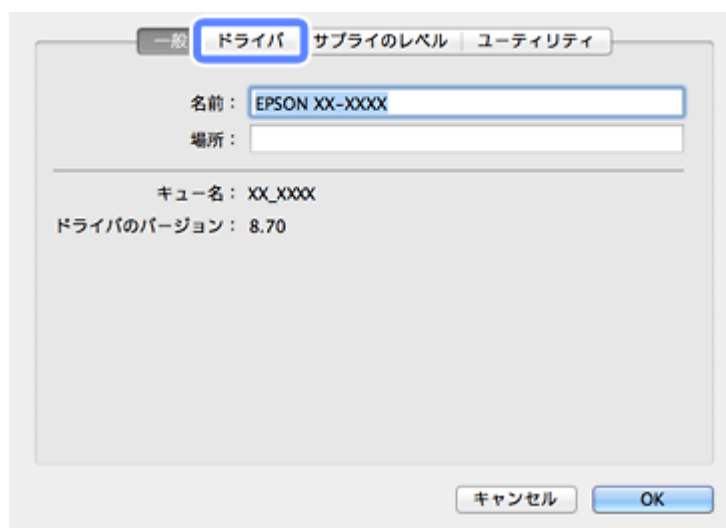 一般 ドライバ サプライのレベル ユーティリティ
名前： EPSON XX-XXXX
場所：
キュー名： XX_XXXX
ドライバのバージョン： 8.70
キャンセル OK